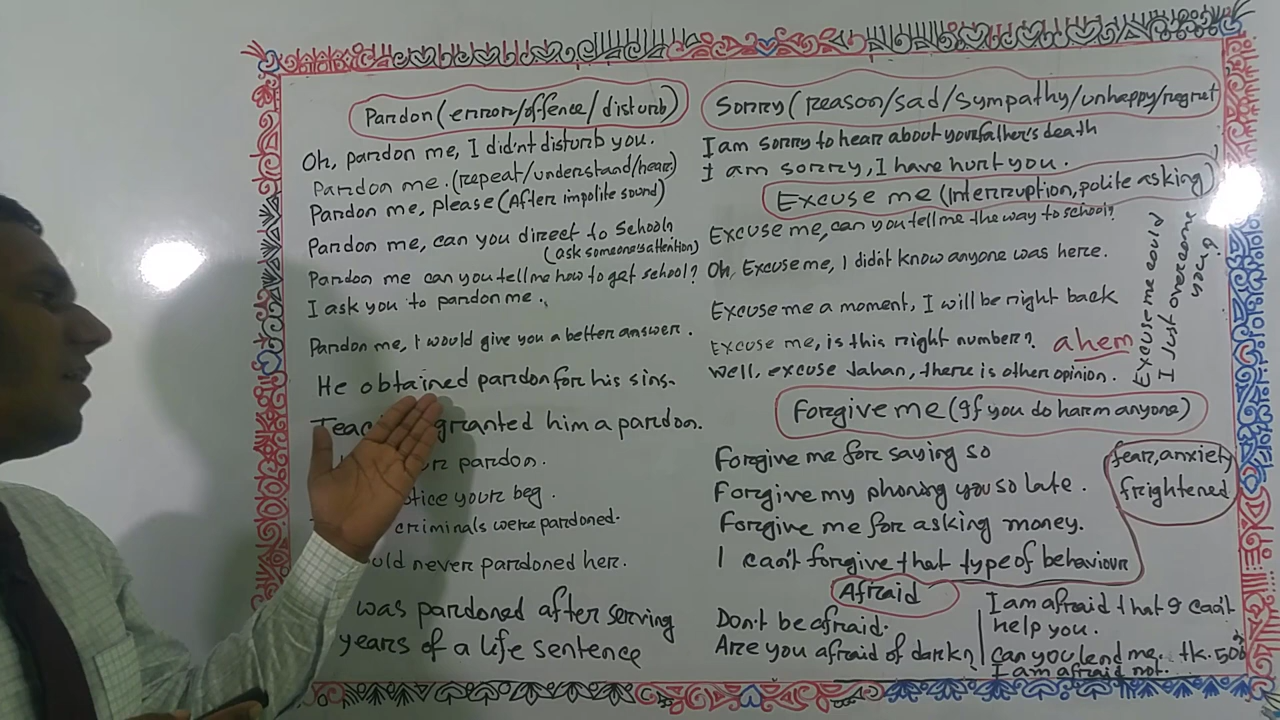 Pardon (error/offence/disturb)
Oh, pardon me, I didn't disturb you.
Pardon me. (repeat/understand/hear)
Pardon me, please (After impolite sound)
Pardon me, can you direct to School
(ask someone's attention)
Pardon me can you tell me how to get school?
I ask you to pardon me.
Pardon me, I would give you a better answer.
He obtained pardon for his sins.
granted him a pardon.
pardon.
your beg.
criminals were pardoned.
never pardoned her.
was pardoned after serving
years of a life sentence
Sorry (reason/sad/sympathy/unhappy/regret
I am sorry to hear about your father's death
I am sorry, I have hurt you.
Excuse me (Interruption, polite asking)
Excuse me, can you tell me the way to school?
Oh, Excuse me, I didn't know anyone was here.
Excuse me a moment, I will be right back
Excuse me, is this right number? ahem
well, excuse Jahan, there is other opinion.
Excuse me could
I just overcome
your?
Forgive me (If you do harm anyone)
Forgive me for saying so
Forgive my phoning you so late.
Forgive me for asking money.
I can't forgive that type of behaviour
fear, anxiety
frightened
Afraid
Don't be afraid.
Are you afraid of dark?
I am afraid that I can't
help you.
can you lend me. tk. 500
I am afraid not.